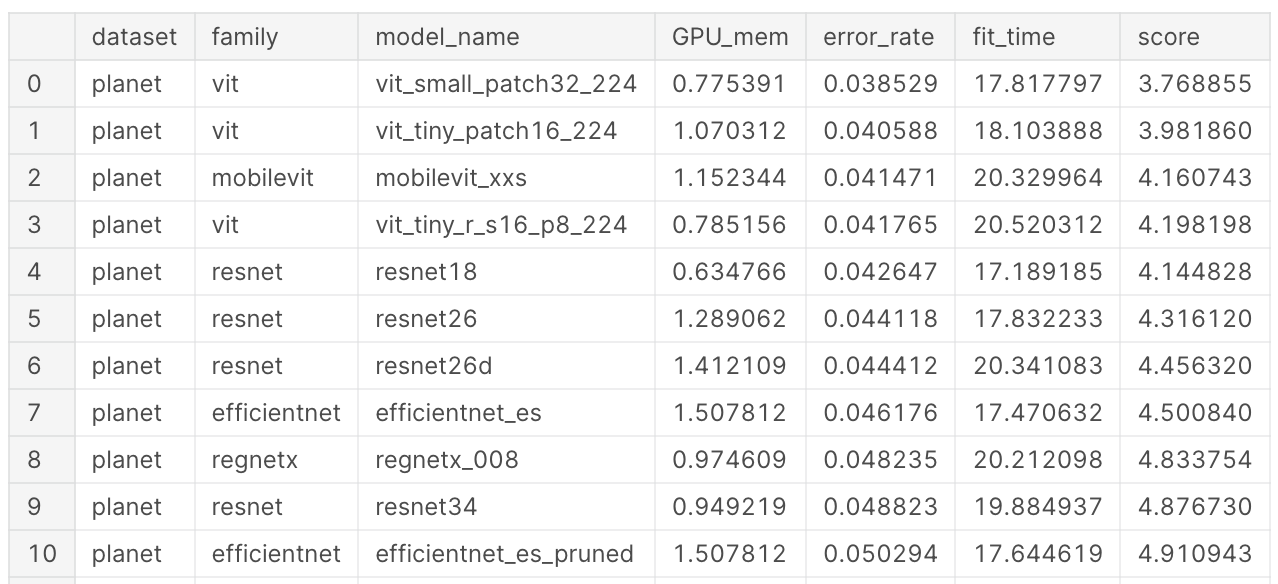 dataset family model_name GPU_mem error_rate fit_time score
0 planet vit vit_small_patch32_224 0.775391 0.038529 17.817797 3.768855
1 planet vit vit_tiny_patch16_224 1.070312 0.040588 18.103888 3.981860
2 planet mobilevit mobilevit_xxs 1.152344 0.041471 20.329964 4.160743
3 planet vit vit_tiny_r_s16_p8_224 0.785156 0.041765 20.520312 4.198198
4 planet resnet resnet18 0.634766 0.042647 17.189185 4.144828
5 planet resnet resnet26 1.289062 0.044118 17.832233 4.316120
6 planet resnet resnet26d 1.412109 0.044412 20.341083 4.456320
7 planet efficientnet efficientnet_es 1.507812 0.046176 17.470632 4.500840
8 planet regnetx regnetx_008 0.974609 0.048235 20.212098 4.833754
9 planet resnet resnet34 0.949219 0.048823 19.884937 4.876730
10 planet efficientnet efficientnet_es_pruned 1.507812 0.050294 17.644619 4.910943